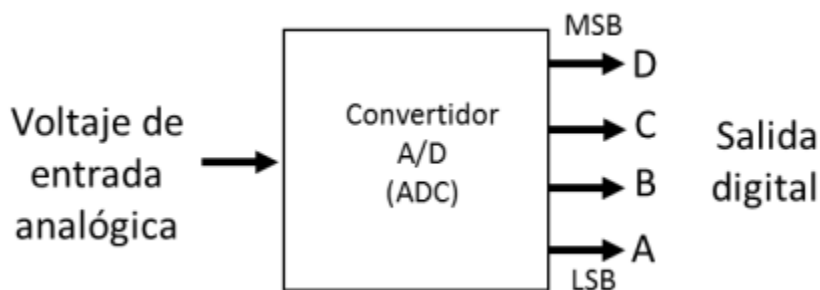 Voltaje de
entrada
analógica
Convertidor
A/D
(ADC)
MSB
D
C
B
A
LSB
Salida
digital